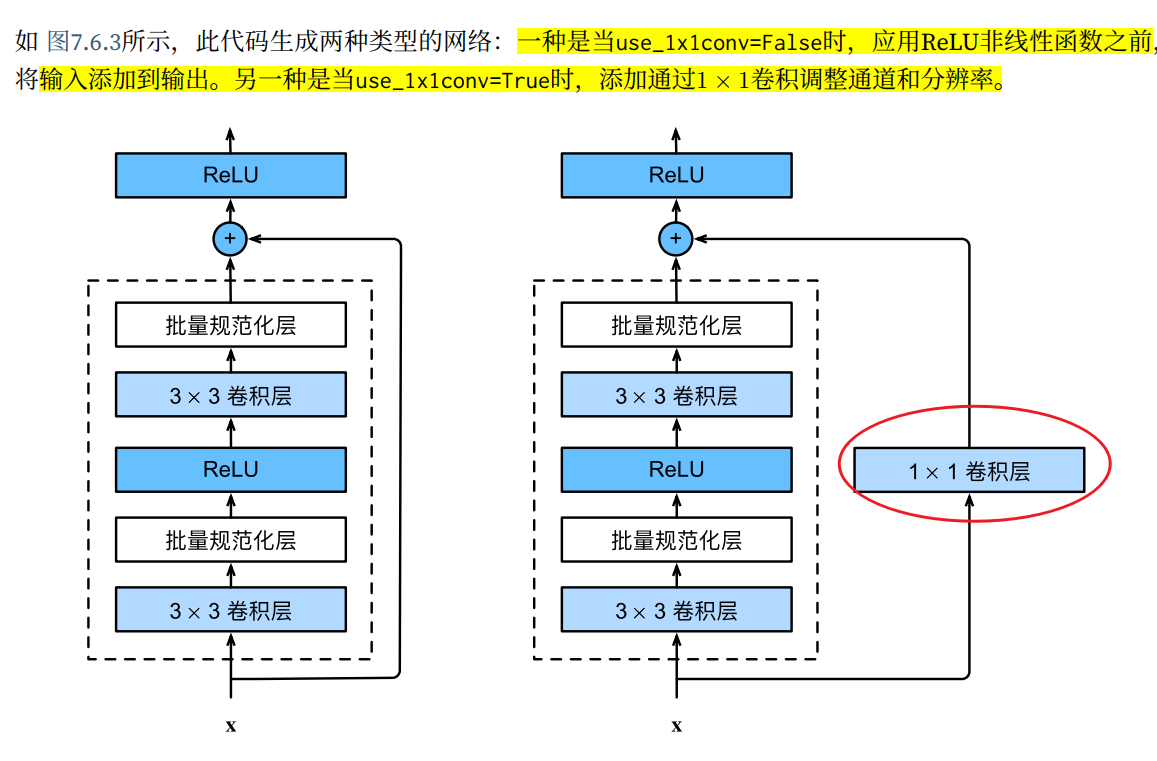 如 图7.6.3所示，此代码生成两种类型的网络：一种是当use_1x1conv=False时，应用ReLU非线性函数之前，
将输入添加到输出。另一种是当use_1x1conv=True时，添加通过1 × 1卷积调整通道和分辨率。
ReLU
+
批量规范化层
3 × 3 卷积层
ReLU
批量规范化层
3 × 3 卷积层
x
ReLU
+
批量规范化层
3 × 3 卷积层
ReLU
批量规范化层
3 × 3 卷积层
1 × 1 卷积层
x